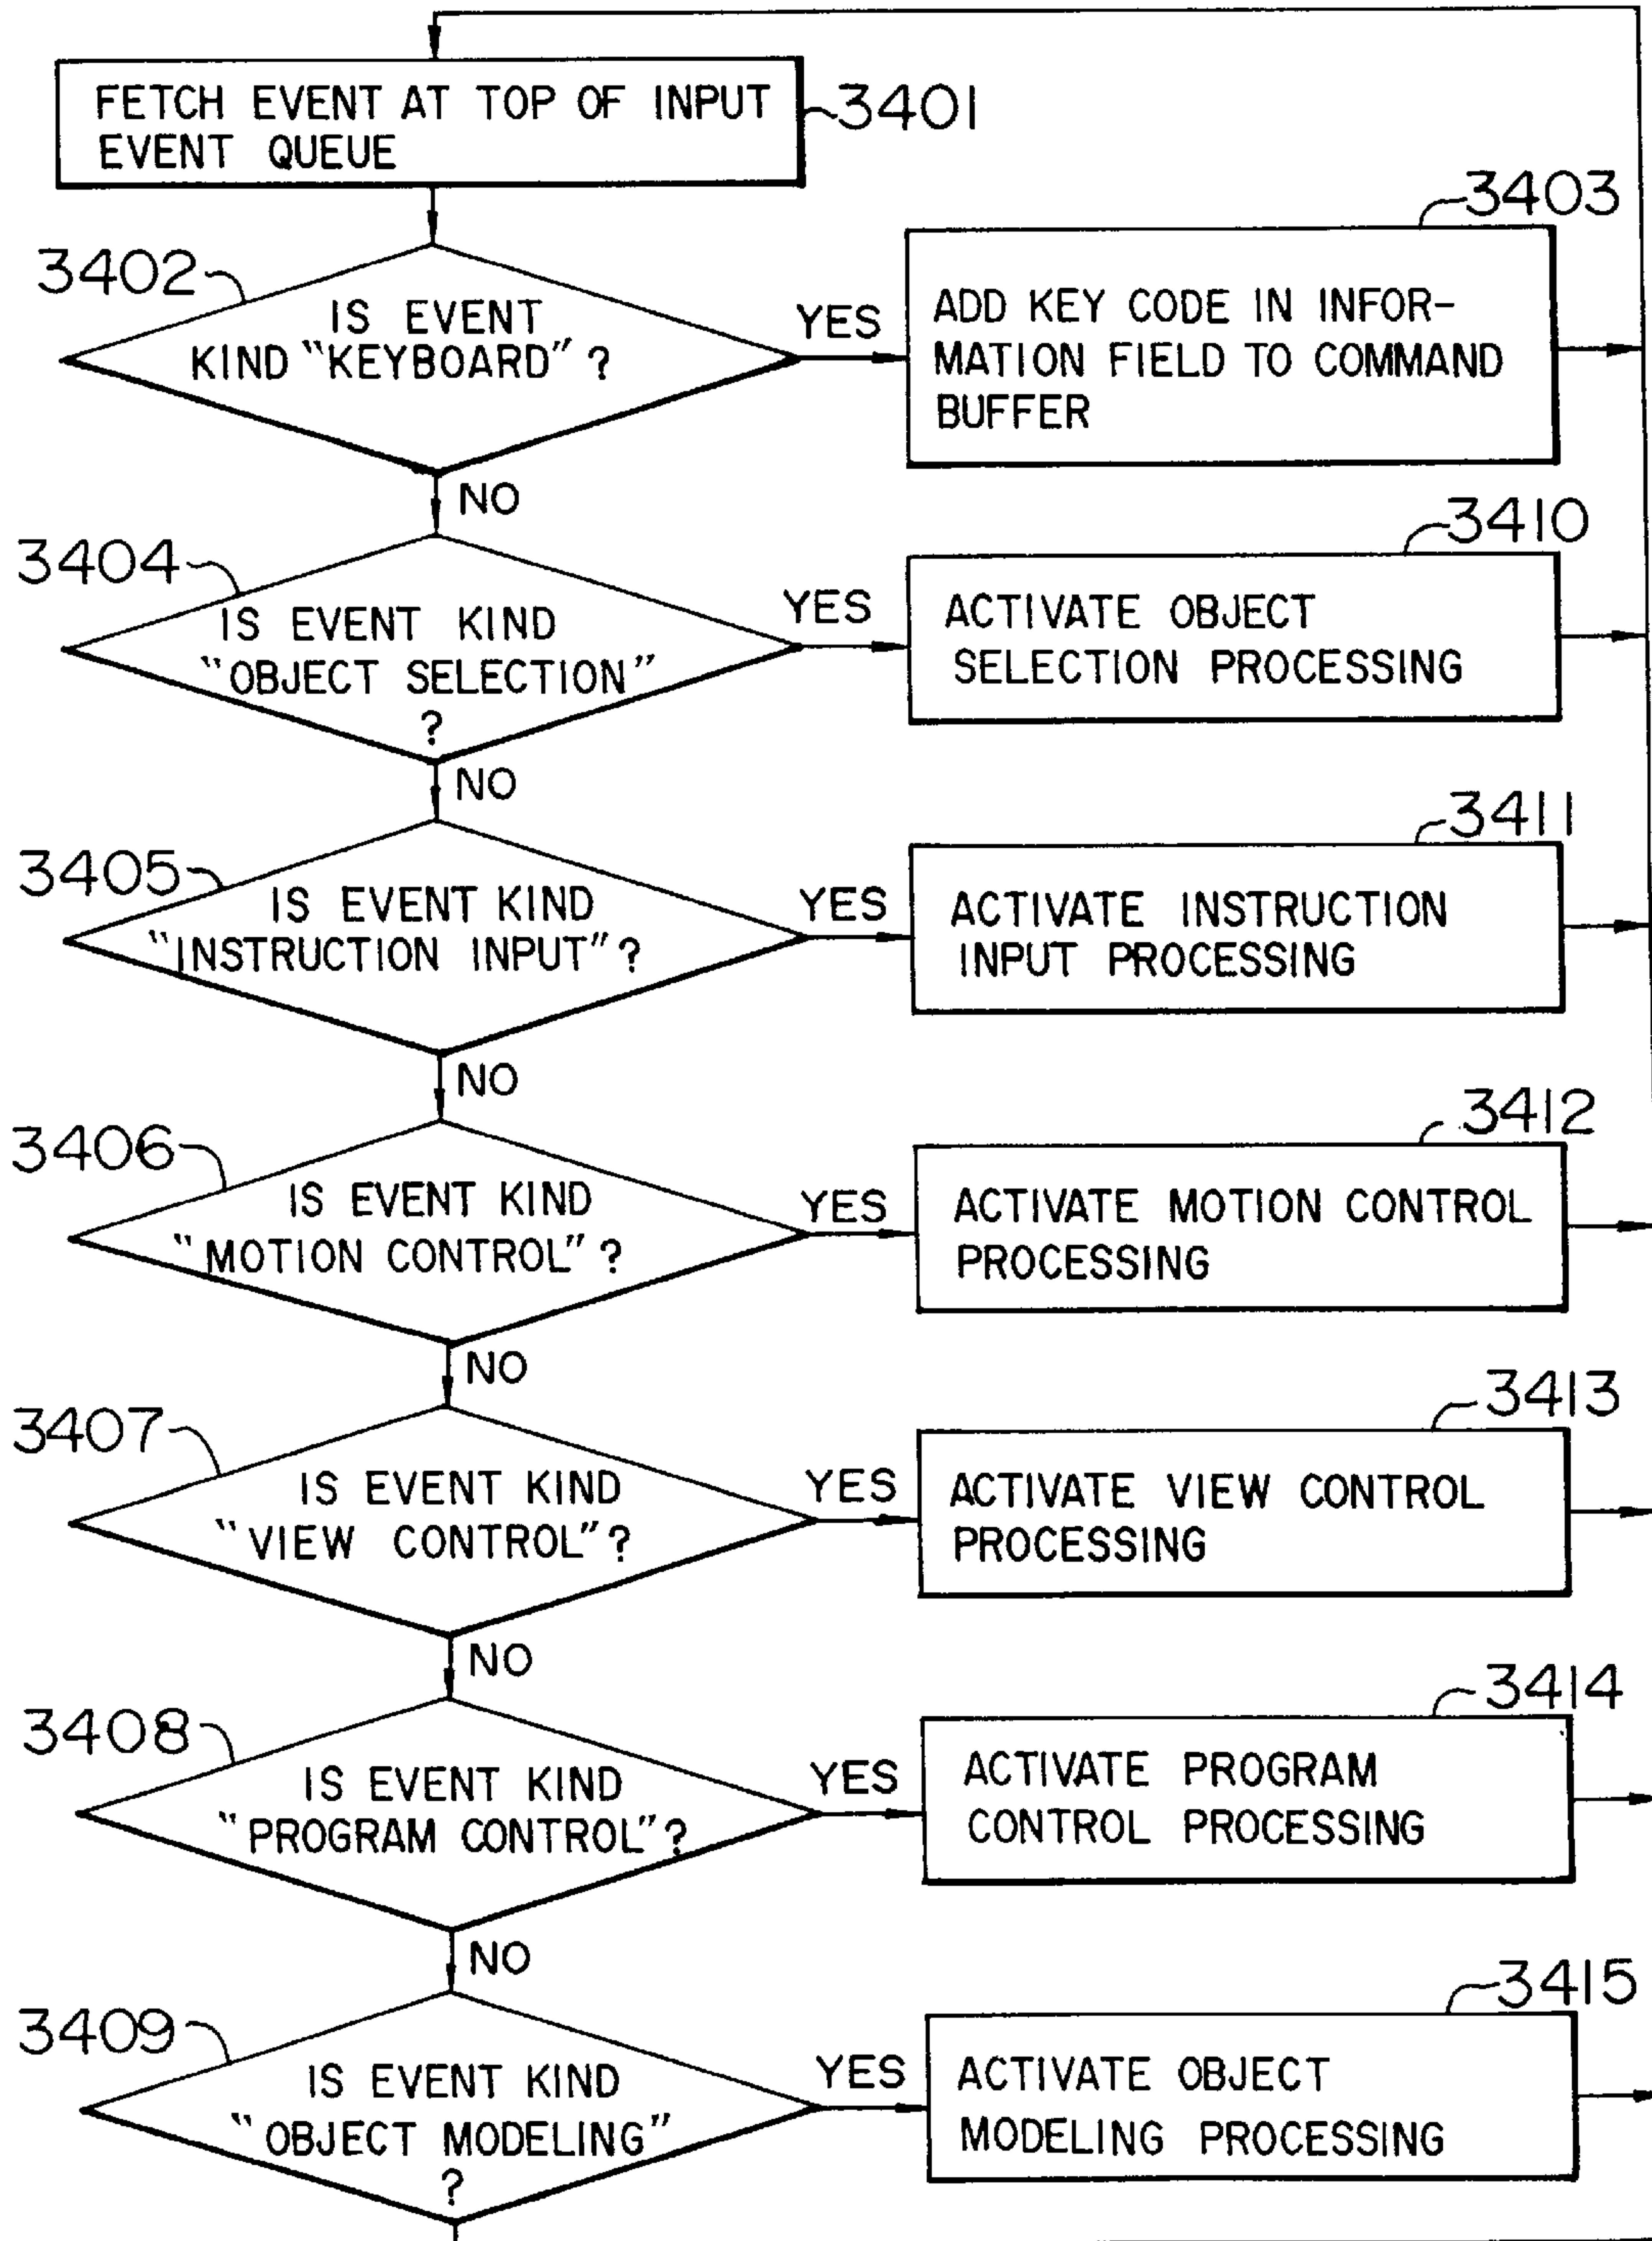 FETCH EVENT AT TOP OF INPUT
EVENT QUEUE
3401
3402
IS EVENT
KIND "KEYBOARD" ?
YES
3403
ADD KEY CODE IN INFOR-
MATION FIELD TO COMMAND
BUFFER
NO
3404
IS EVENT KIND
"OBJECT SELECTION"
?
YES
3410
ACTIVATE OBJECT
SELECTION PROCESSING
NO
3405
IS EVENT KIND
"INSTRUCTION INPUT" ?
YES
3411
ACTIVATE INSTRUCTION
INPUT PROCESSING
NO
3406
IS EVENT KIND
"MOTION CONTROL" ?
YES
3412
ACTIVATE MOTION CONTROL
PROCESSING
NO
3407
IS EVENT KIND
"VIEW CONTROL" ?
YES
3413
ACTIVATE VIEW CONTROL
PROCESSING
NO
3408
IS EVENT KIND
"PROGRAM CONTROL" ?
YES
3414
ACTIVATE PROGRAM
CONTROL PROCESSING
NO
3409
IS EVENT KIND
"OBJECT MODELING"
?
YES
3415
ACTIVATE OBJECT
MODELING PROCESSING